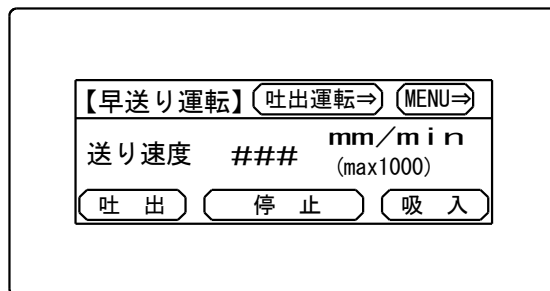 【早送り運転】 吐出運転⇒ MENU⇒
送り速度 ### mm/min
(max1000)
吐 出 停 止 吸 入